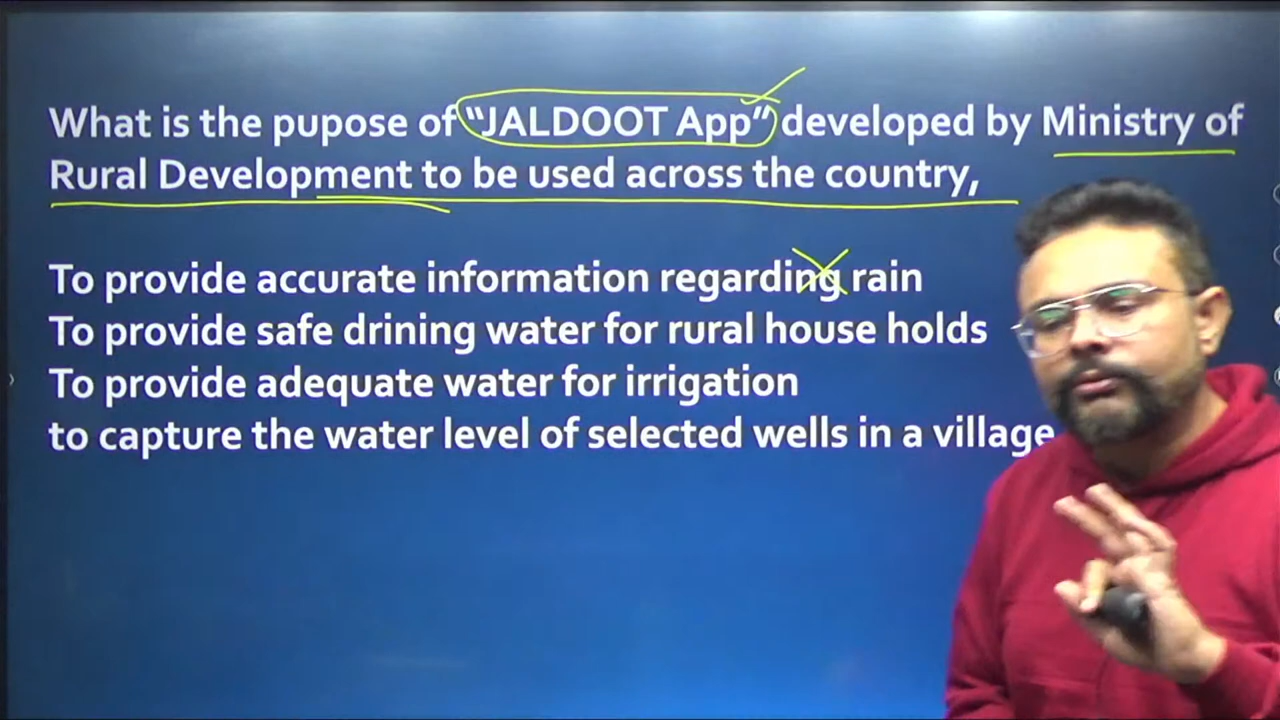 What is the pupose of “JALDOOT App” developed by Ministry of
Rural Development to be used across the country,
To provide accurate information regarding rain
To provide safe drining water for rural house holds
To provide adequate water for irrigation
to capture the water level of selected wells in a village